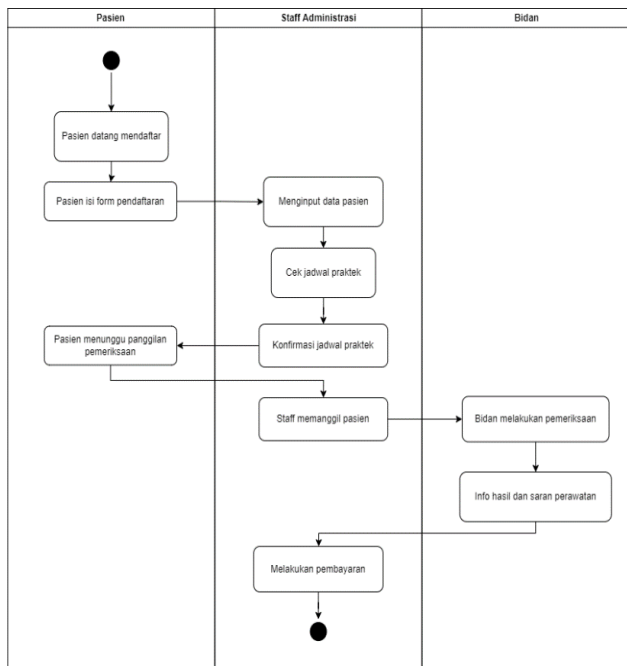 Pasien
Staff Administrasi
Bidan
Pasien datang mendaftar
Pasien isi form pendaftaran
Menginput data pasien
Cek jadwal praktek
Konfirmasi jadwal praktek
Pasien menunggu panggilan
pemeriksaan
Staff memanggil pasien
Bidan melakukan pemeriksaan
Info hasil dan saran perawatan
Melakukan pembayaran